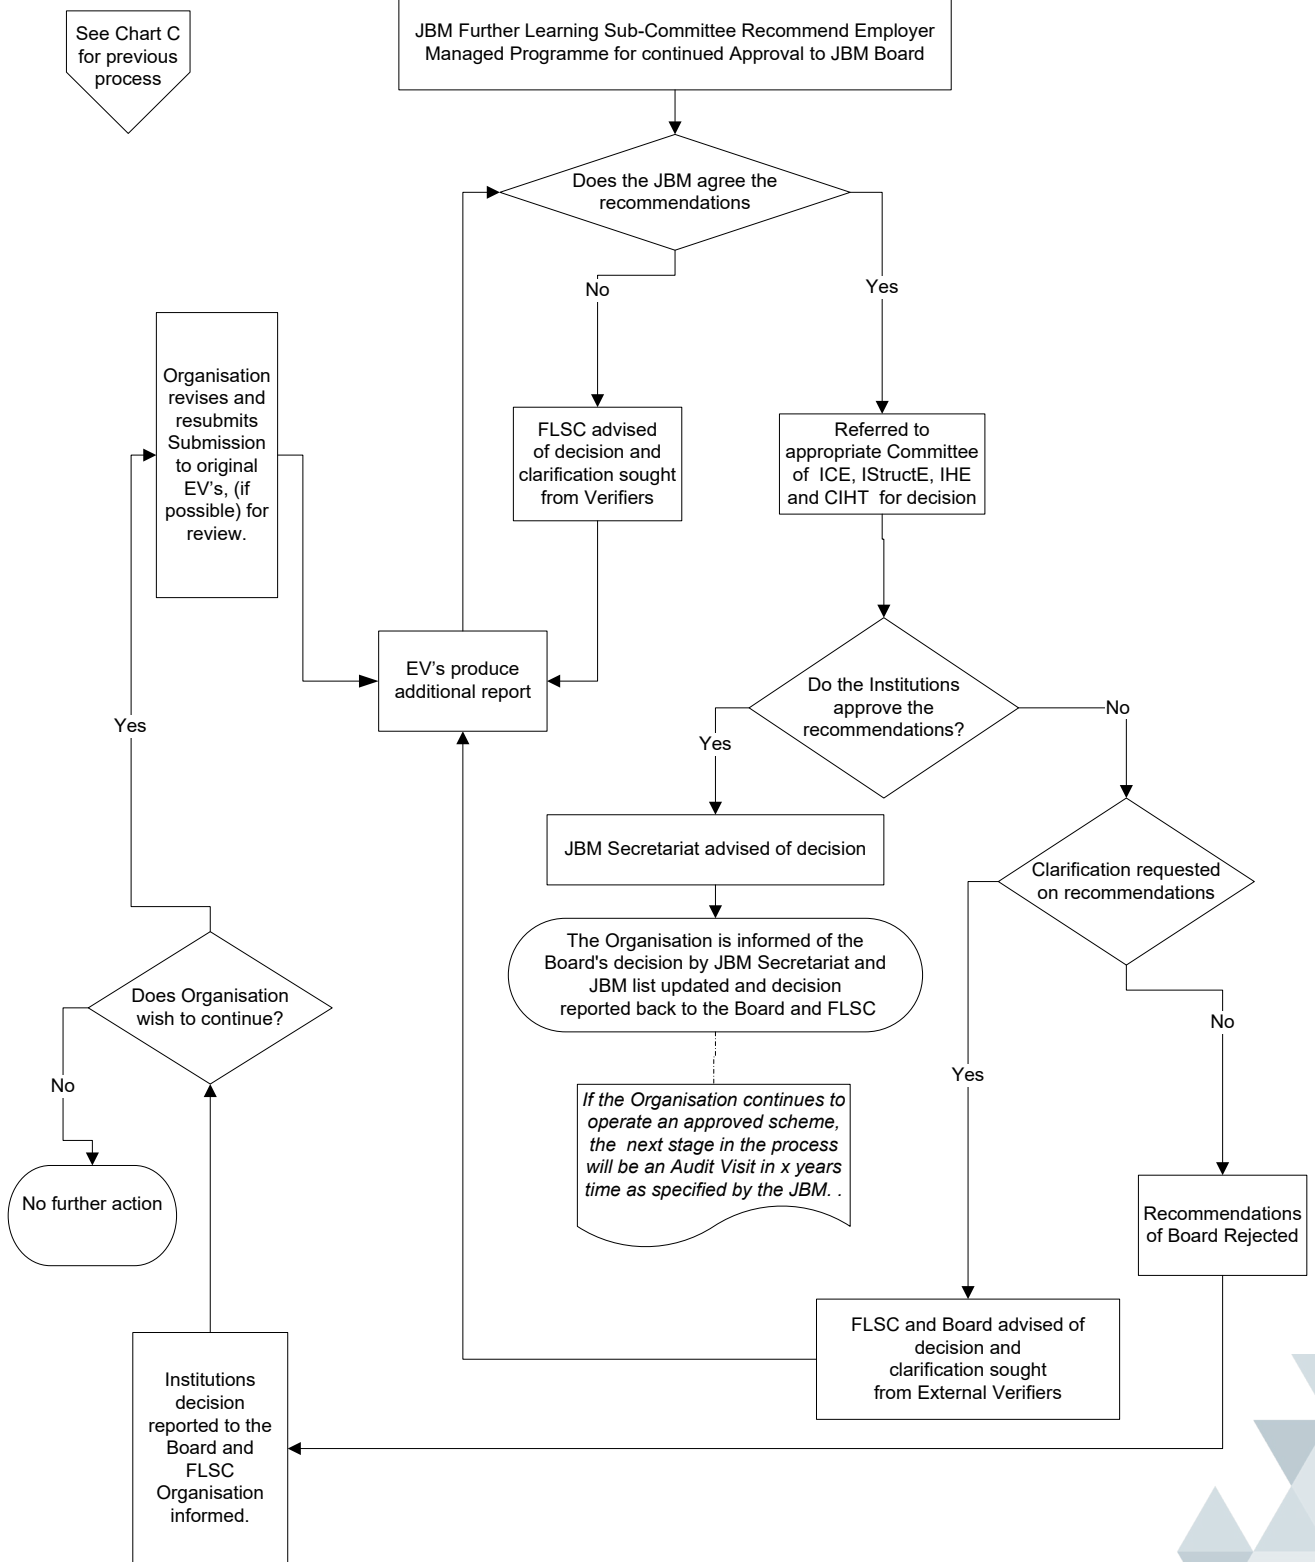 See Chart C
for previous
process
JBM Further Learning Sub-Committee Recommend Employer
Managed Programme for continued Approval to JBM Board
Does the JBM agree the
recommendations
No
Yes
Organisation
revises and
resubmits
Submission
to original
EV's, (if
possible) for
review.
FLSC advised
of decision and
clarification sought
from Verifiers
Referred to
appropriate Committee
of ICE, IStructE, IHE
and CIHT for decision
EV's produce
additional report
Do the Institutions
approve the
recommendations?
Yes
No
Yes
JBM Secretariat advised of decision
Clarification requested
on recommendations
The Organisation is informed of the
Board's decision by JBM Secretariat and
JBM list updated and decision
reported back to the Board and FLSC
Does Organisation
wish to continue?
No
No
Yes
If the Organisation continues to
operate an approved scheme,
the next stage in the process
will be an Audit Visit in x years
time as specified by the JBM. .
No further action
Recommendations
of Board Rejected
FLSC and Board advised of
decision and
clarification sought
from External Verifiers
Institutions
decision
reported to the
Board and
FLSC
Organisation
informed.